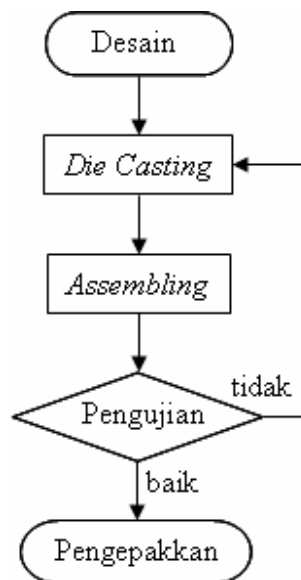 Desain
Die Casting
Assembling
Pengujian
tidak
baik
Pengepakkan